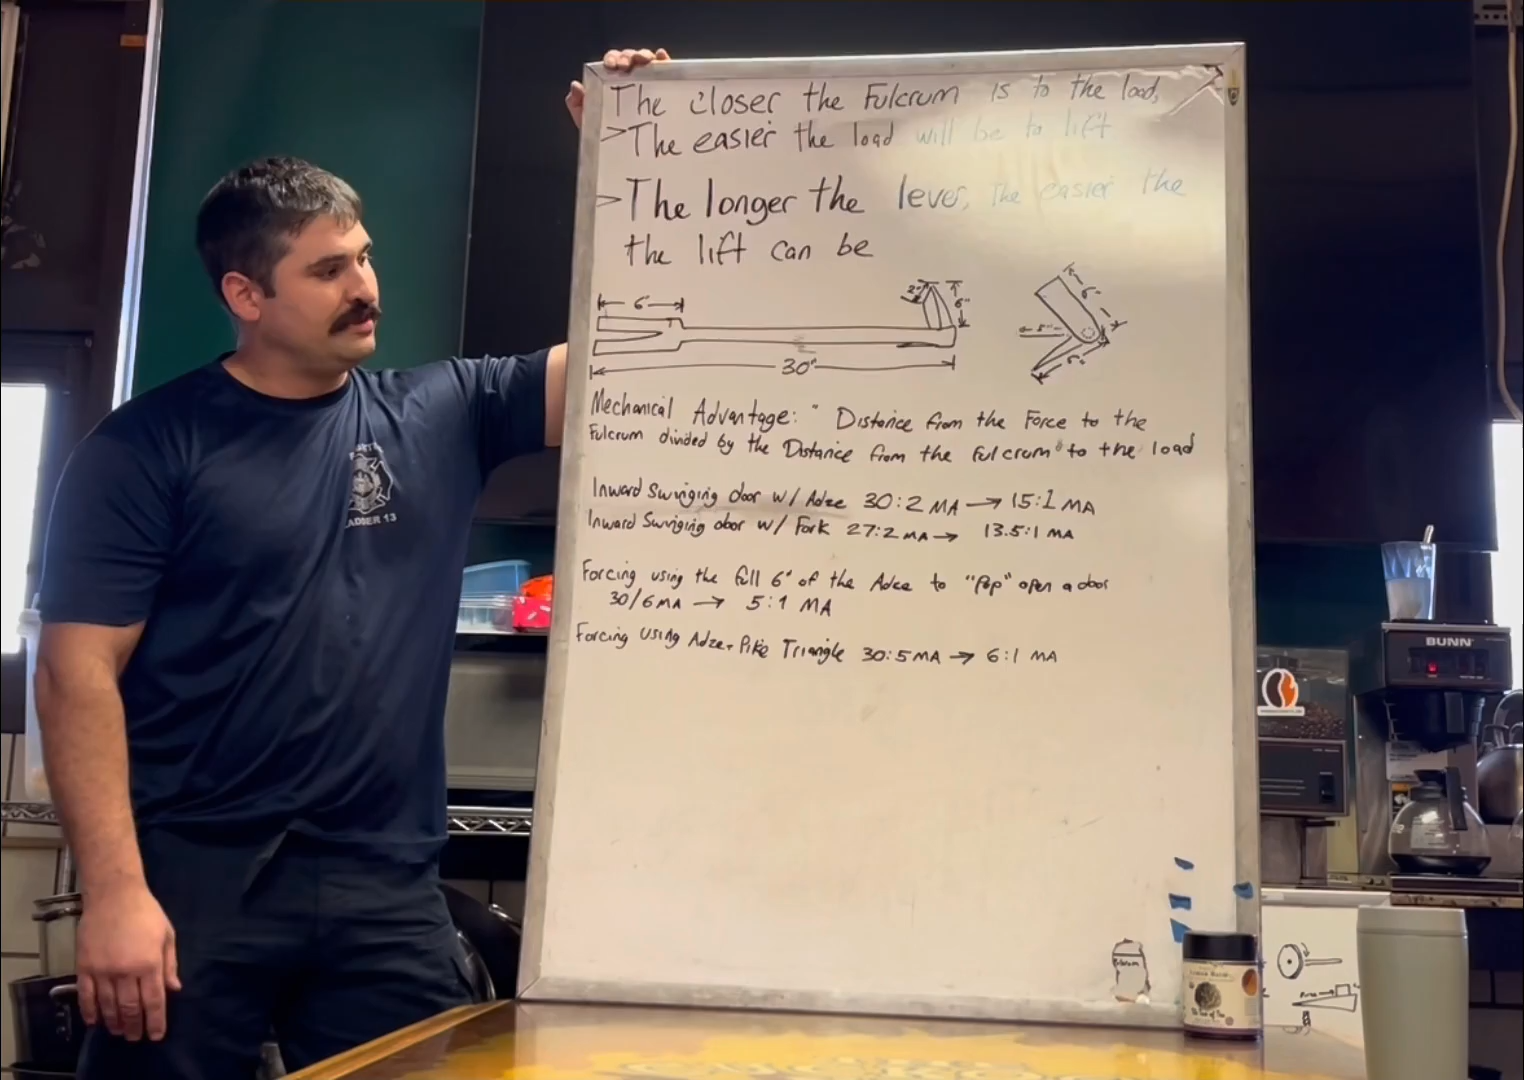 The closer the Fulcrum is to the load,
>The easier the load will be to lift
>The longer the lever, the easier the
the lift can be
6"
2"
6"
30"
6"
5"
6"
Mechanical Advantage: " Distance from the Force to the
Fulcrum divided by the Distance from the fulcrum" to the load
Inward Swinging door w/ Adze 30:2 MA → 15:1 MA
Inward Swinging door w/ Fork 27:2 MA → 13.5:1 MA
Forcing using the full 6" of the Adze to "Pop" open a door
30/6 MA → 5:1 MA
Forcing using Adze + Pike Triangle 30:5 MA → 6:1 MA
LADDER 13
BUNN